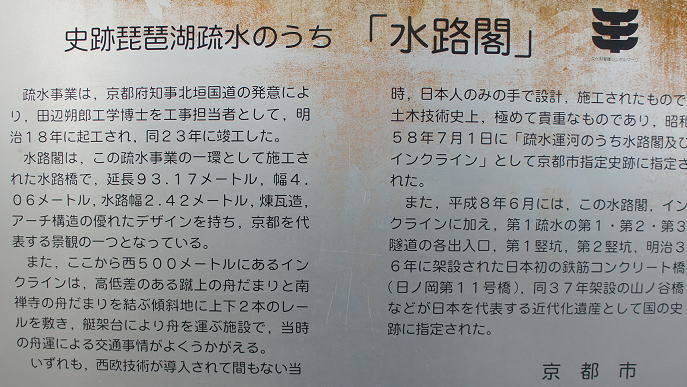 史跡琵琶湖疏水のうち 「水路閣」
疏水事業は，京都府知事北垣国道の発意によ
り，田辺朔郎工学博士を工事担当者として，明
治18年に起工され，同23年に竣工した。
水路閣は，この疏水事業の一環として施工さ
れた水路橋で，延長93.17メートル，幅4.
06メートル，水路幅2.42メートル，煉瓦造，
アーチ構造の優れたデザインを持ち，京都を代
表する景観の一つとなっている。
また，ここから西500メートルにあるイン
クラインは，高低差のある蹴上の舟だまりと南
禅寺の舟だまりを結ぶ傾斜地に上下2本のレー
ルを敷き，艇架台により舟を運ぶ施設で，当時
の舟運による交通事情がよくうかがえる。
いずれも，西欧技術が導入されて間もない当
時，日本人のみの手で設計，施工されたもので
土木技術史上，極めて貴重なものであり，昭和
58年7月1日に「疏水運河のうち水路閣及び
インクライン」として京都市指定史跡に指定さ
れた。
また，平成8年6月には，この水路閣，イン
クラインに加え，第1疏水の第1・第2・第3
隧道の各出入口，第1竪坑，第2竪坑，明治3
6年に架設された日本初の鉄筋コンクリート橋
(日ノ岡第11号橋)，同37年架設の山ノ谷橋
などが日本を代表する近代化遺産として国の史
跡に指定された。
京都市